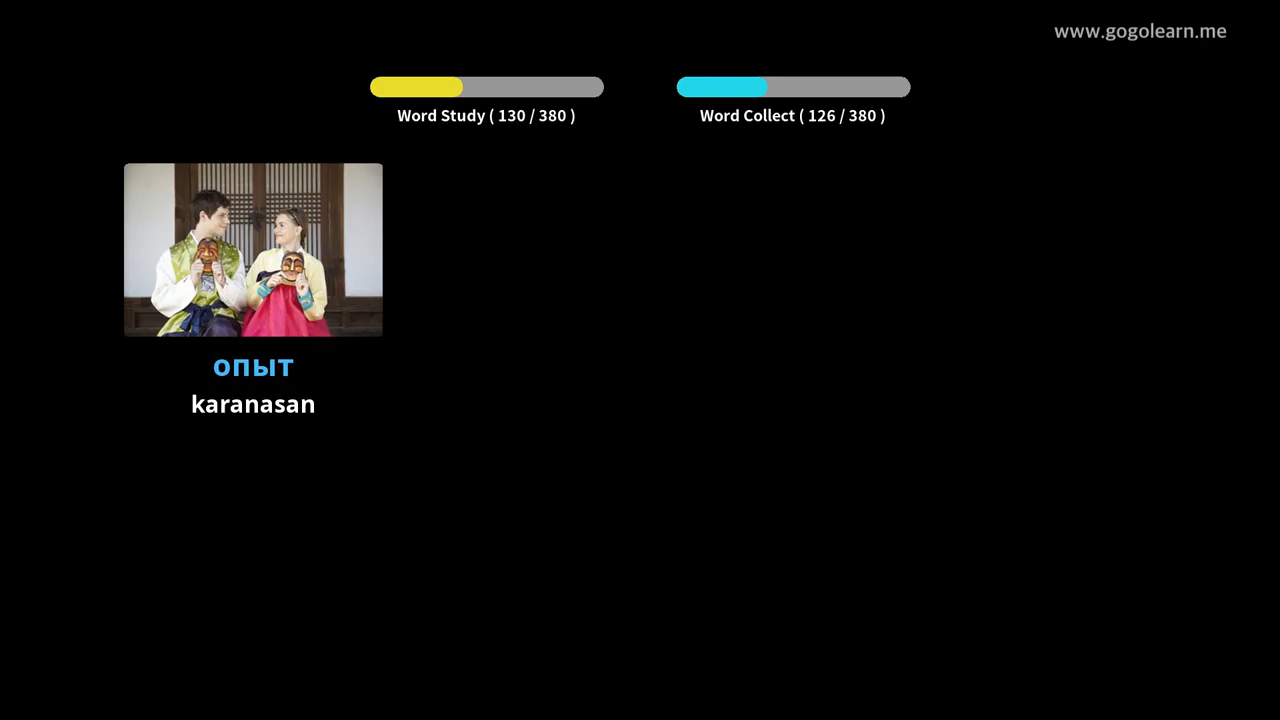 www.gogolearn.me
Word Study ( 130 / 380 )
Word Collect ( 126 / 380 )
опыт
karanasan